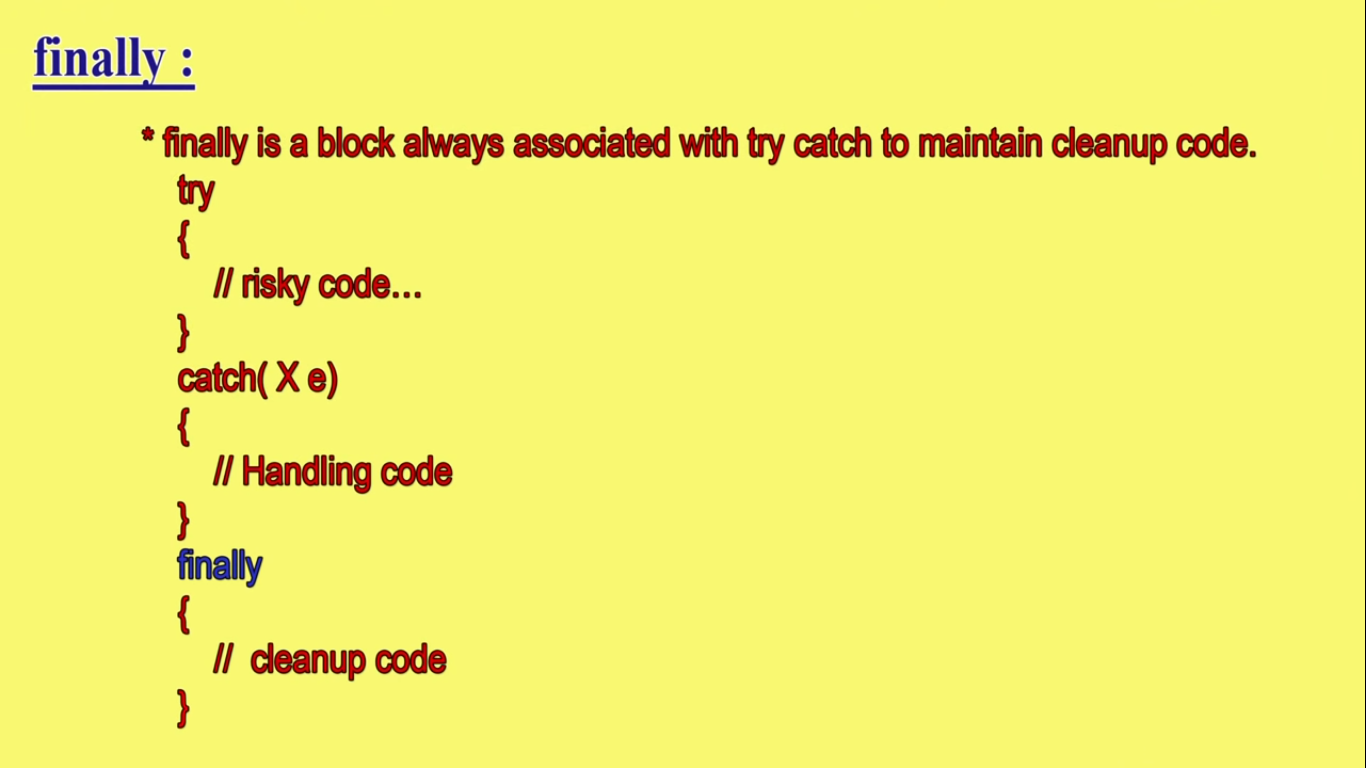 finally :
* finally is a block always associated with try catch to maintain cleanup code.
try
{
// risky code...
}
catch( X e)
{
// Handling code
}
finally
{
//  cleanup code
}